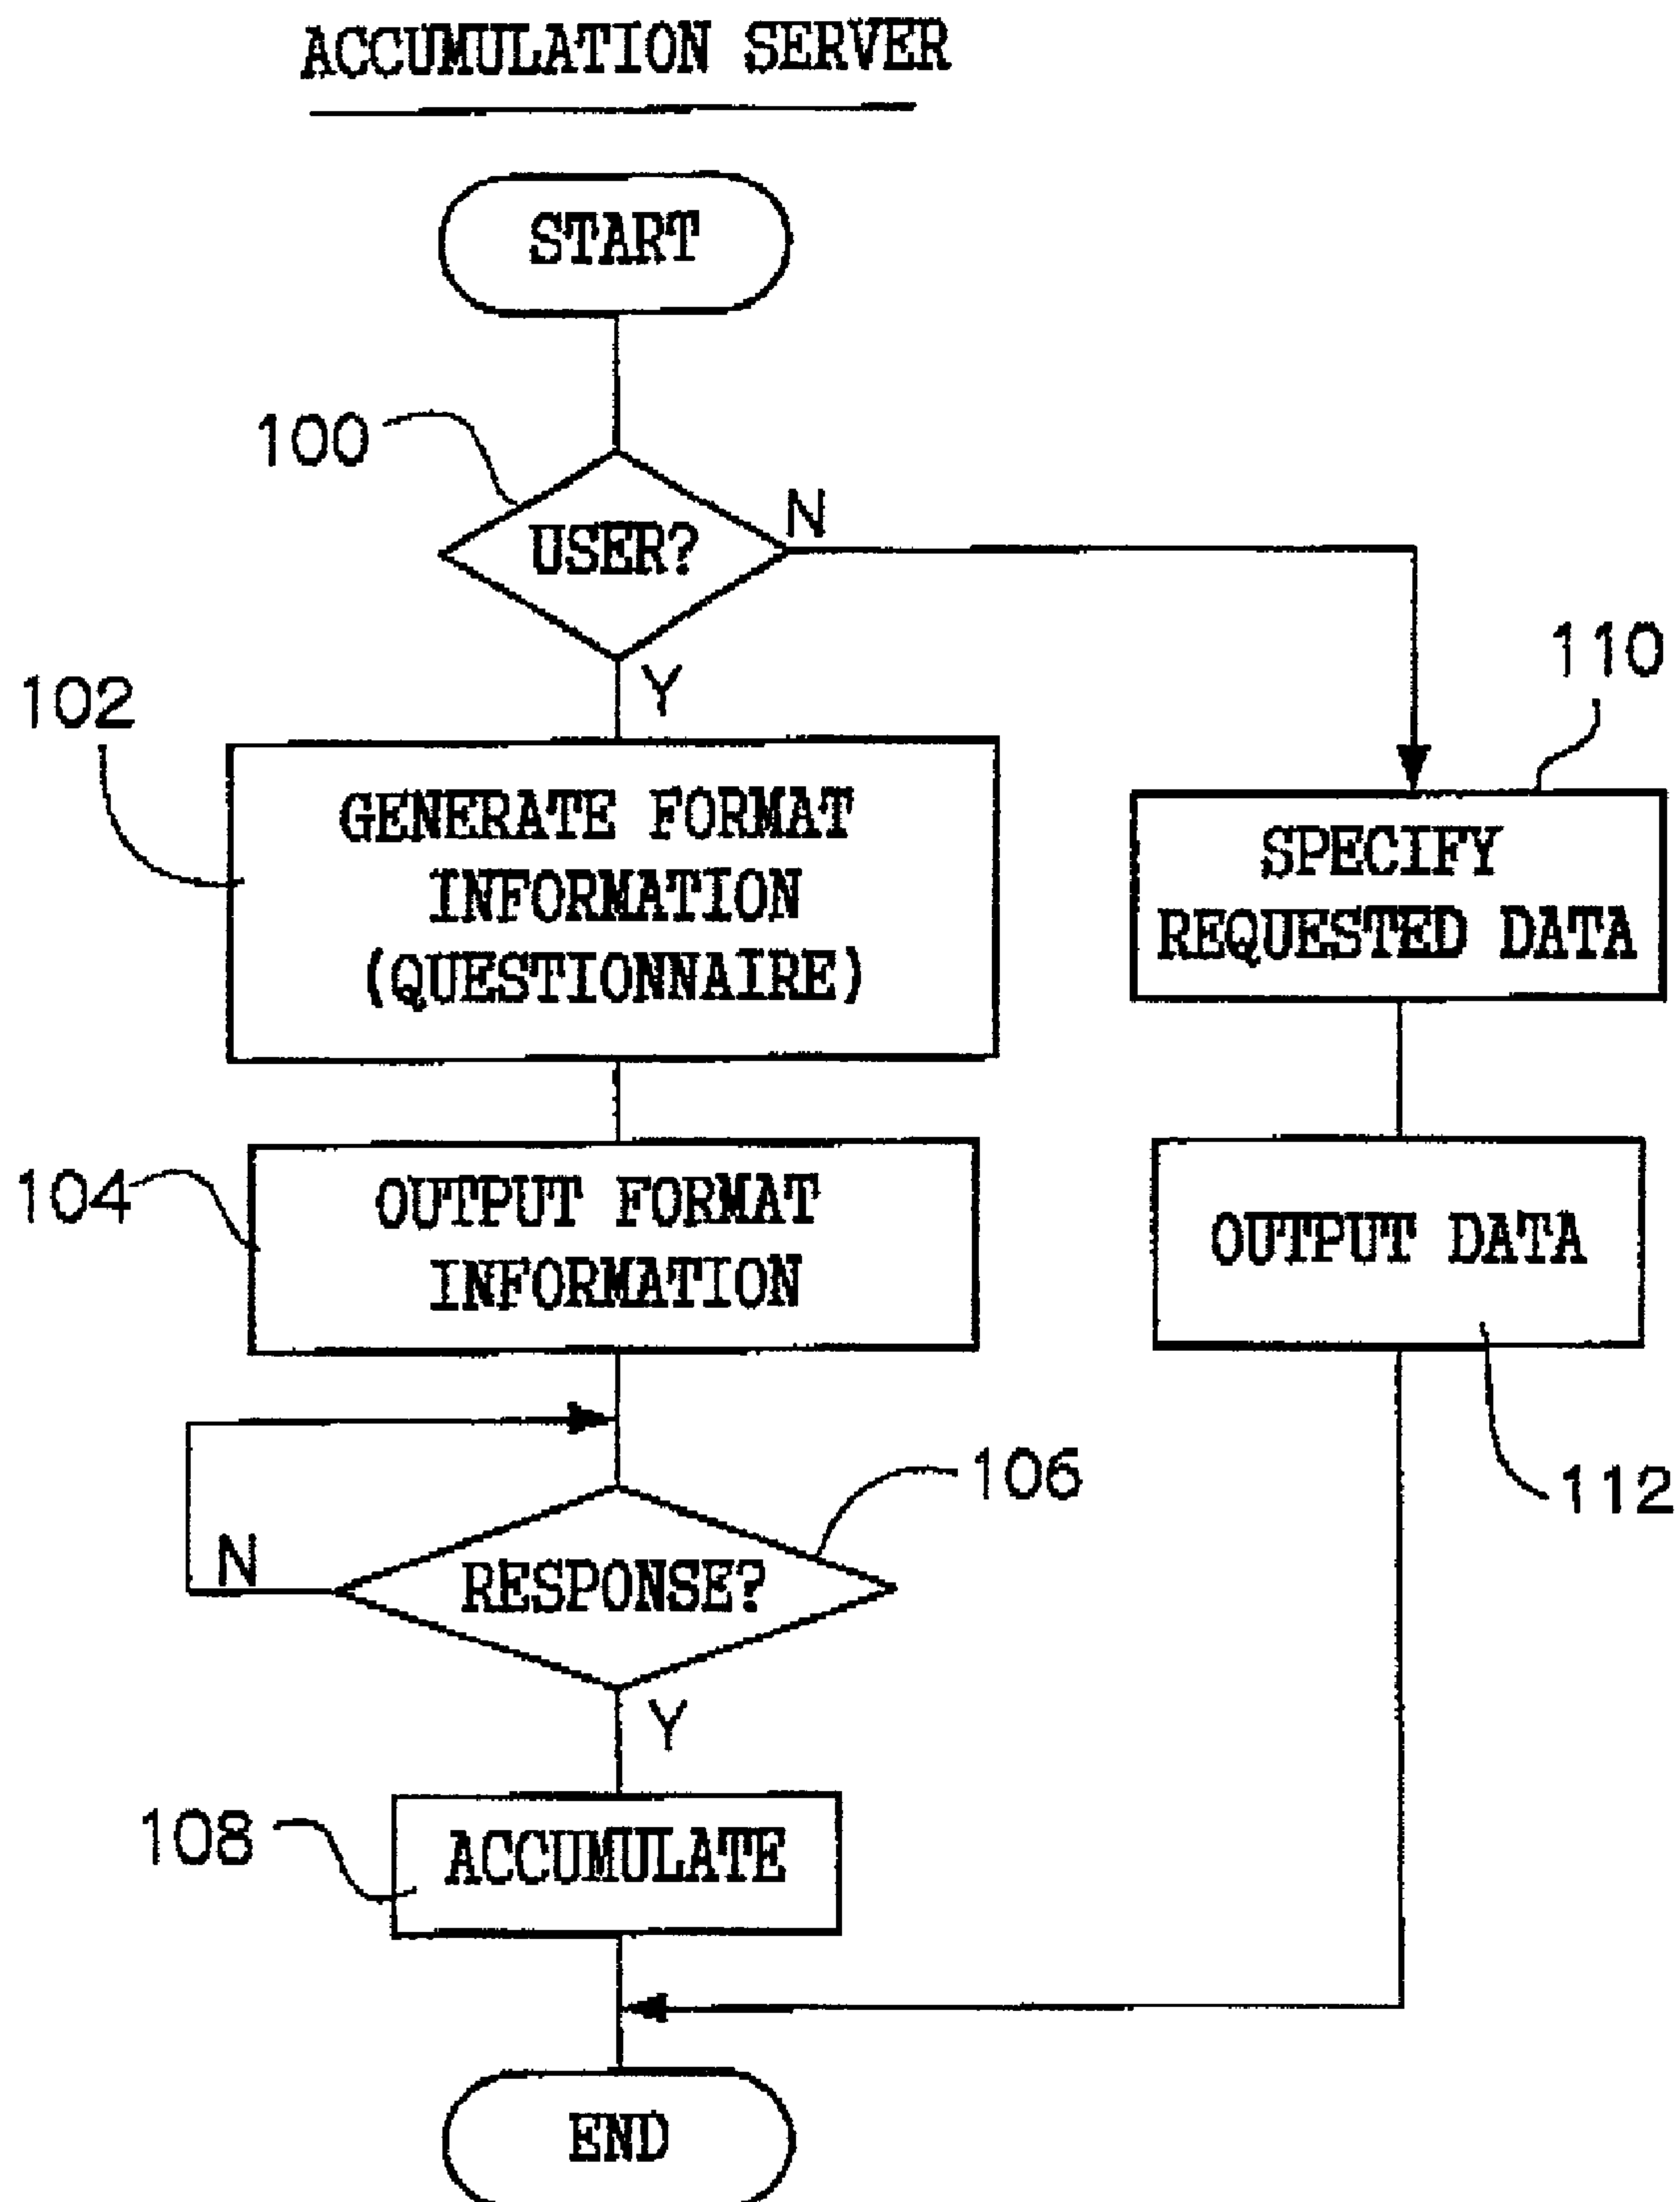 ACCUMULATION SERVER
START
100
USER?
N
Y
102
GENERATE FORMAT
INFORMATION
(QUESTIONNAIRE)
110
SPECIFY
REQUESTED DATA
104
OUTPUT FORMAT
INFORMATION
OUTPUT DATA
112
106
RESPONSE?
N
Y
108
ACCUMULATE
END